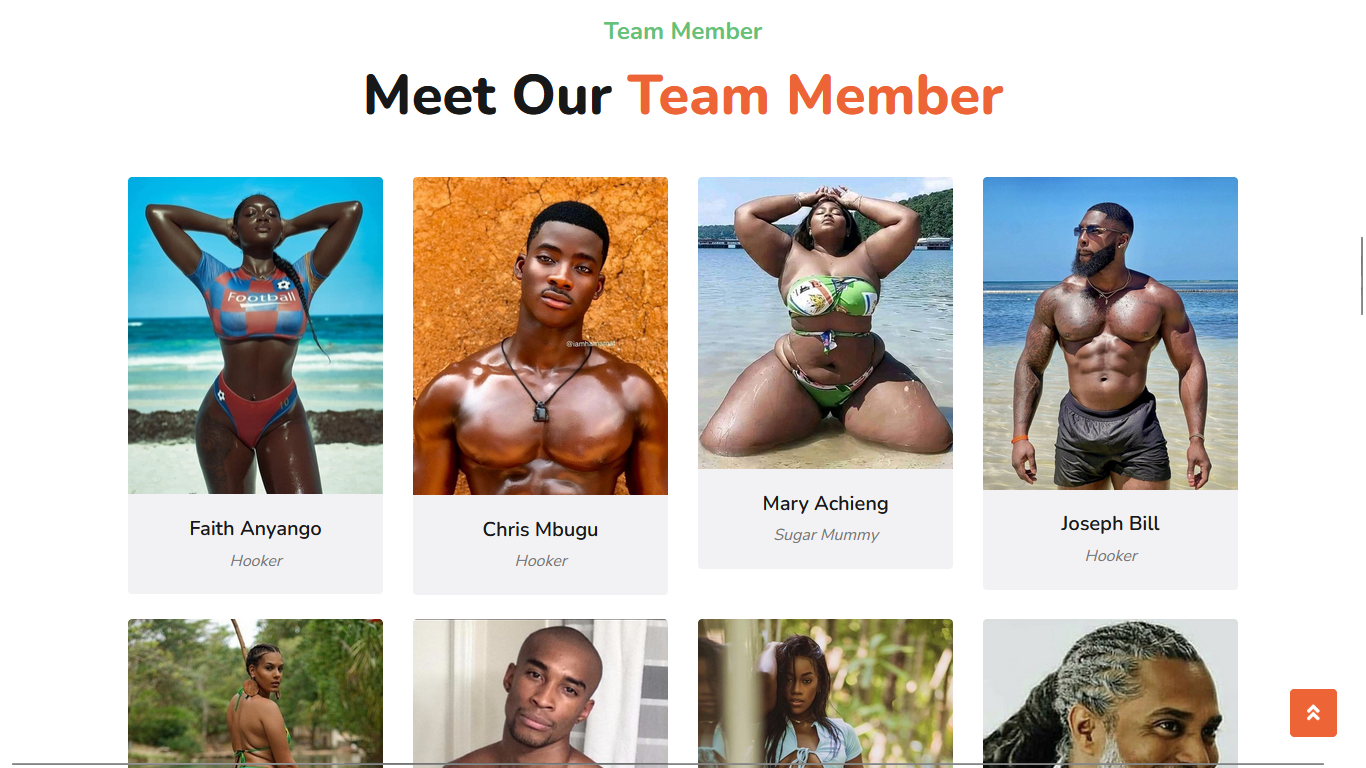 Team Member
Meet Our Team Member
Football
10
Faith Anyango
Hooker
Chris Mbugu
Hooker
Mary Achieng
Sugar Mummy
Joseph Bill
Hooker